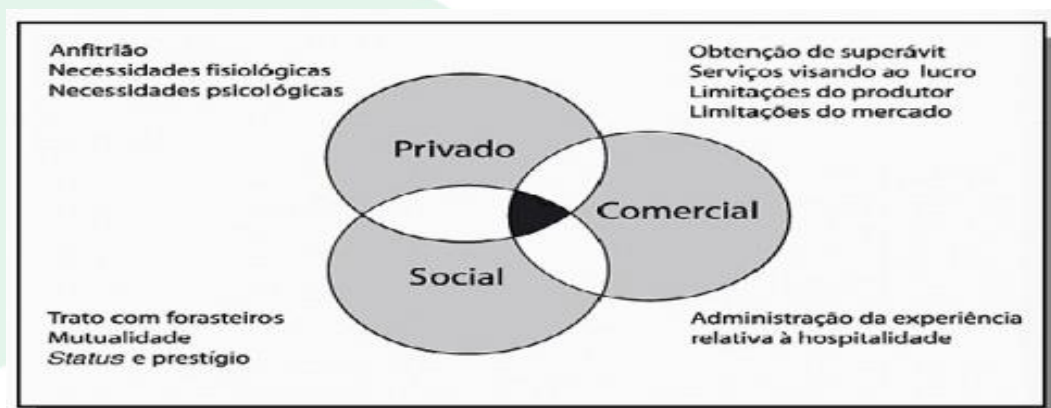 Anfitrião
Necessidades fisiológicas
Necessidades psicológicas
Obtenção de superávit
Serviços visando ao lucro
Limitações do produtor
Limitações do mercado
Privado
Comercial
Social
Trato com forasteiros
Mutualidade
Status e prestígio
Administração da experiência
relativa à hospitalidade